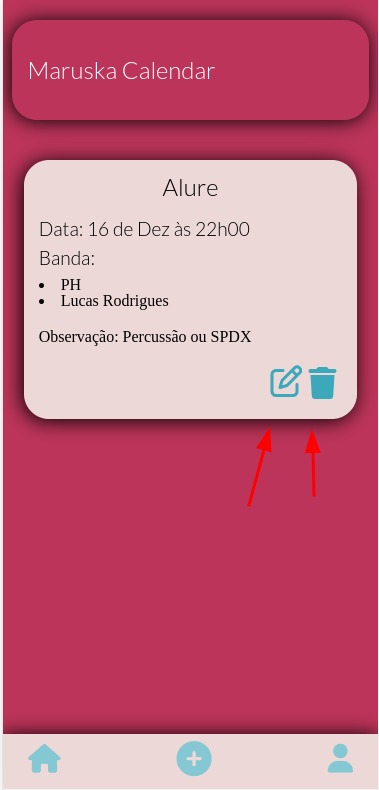 Maruska Calendar
Alure
Data: 16 de Dez às 22h00
Banda:
PH
Lucas Rodrigues
Observação: Percussão ou SPDX